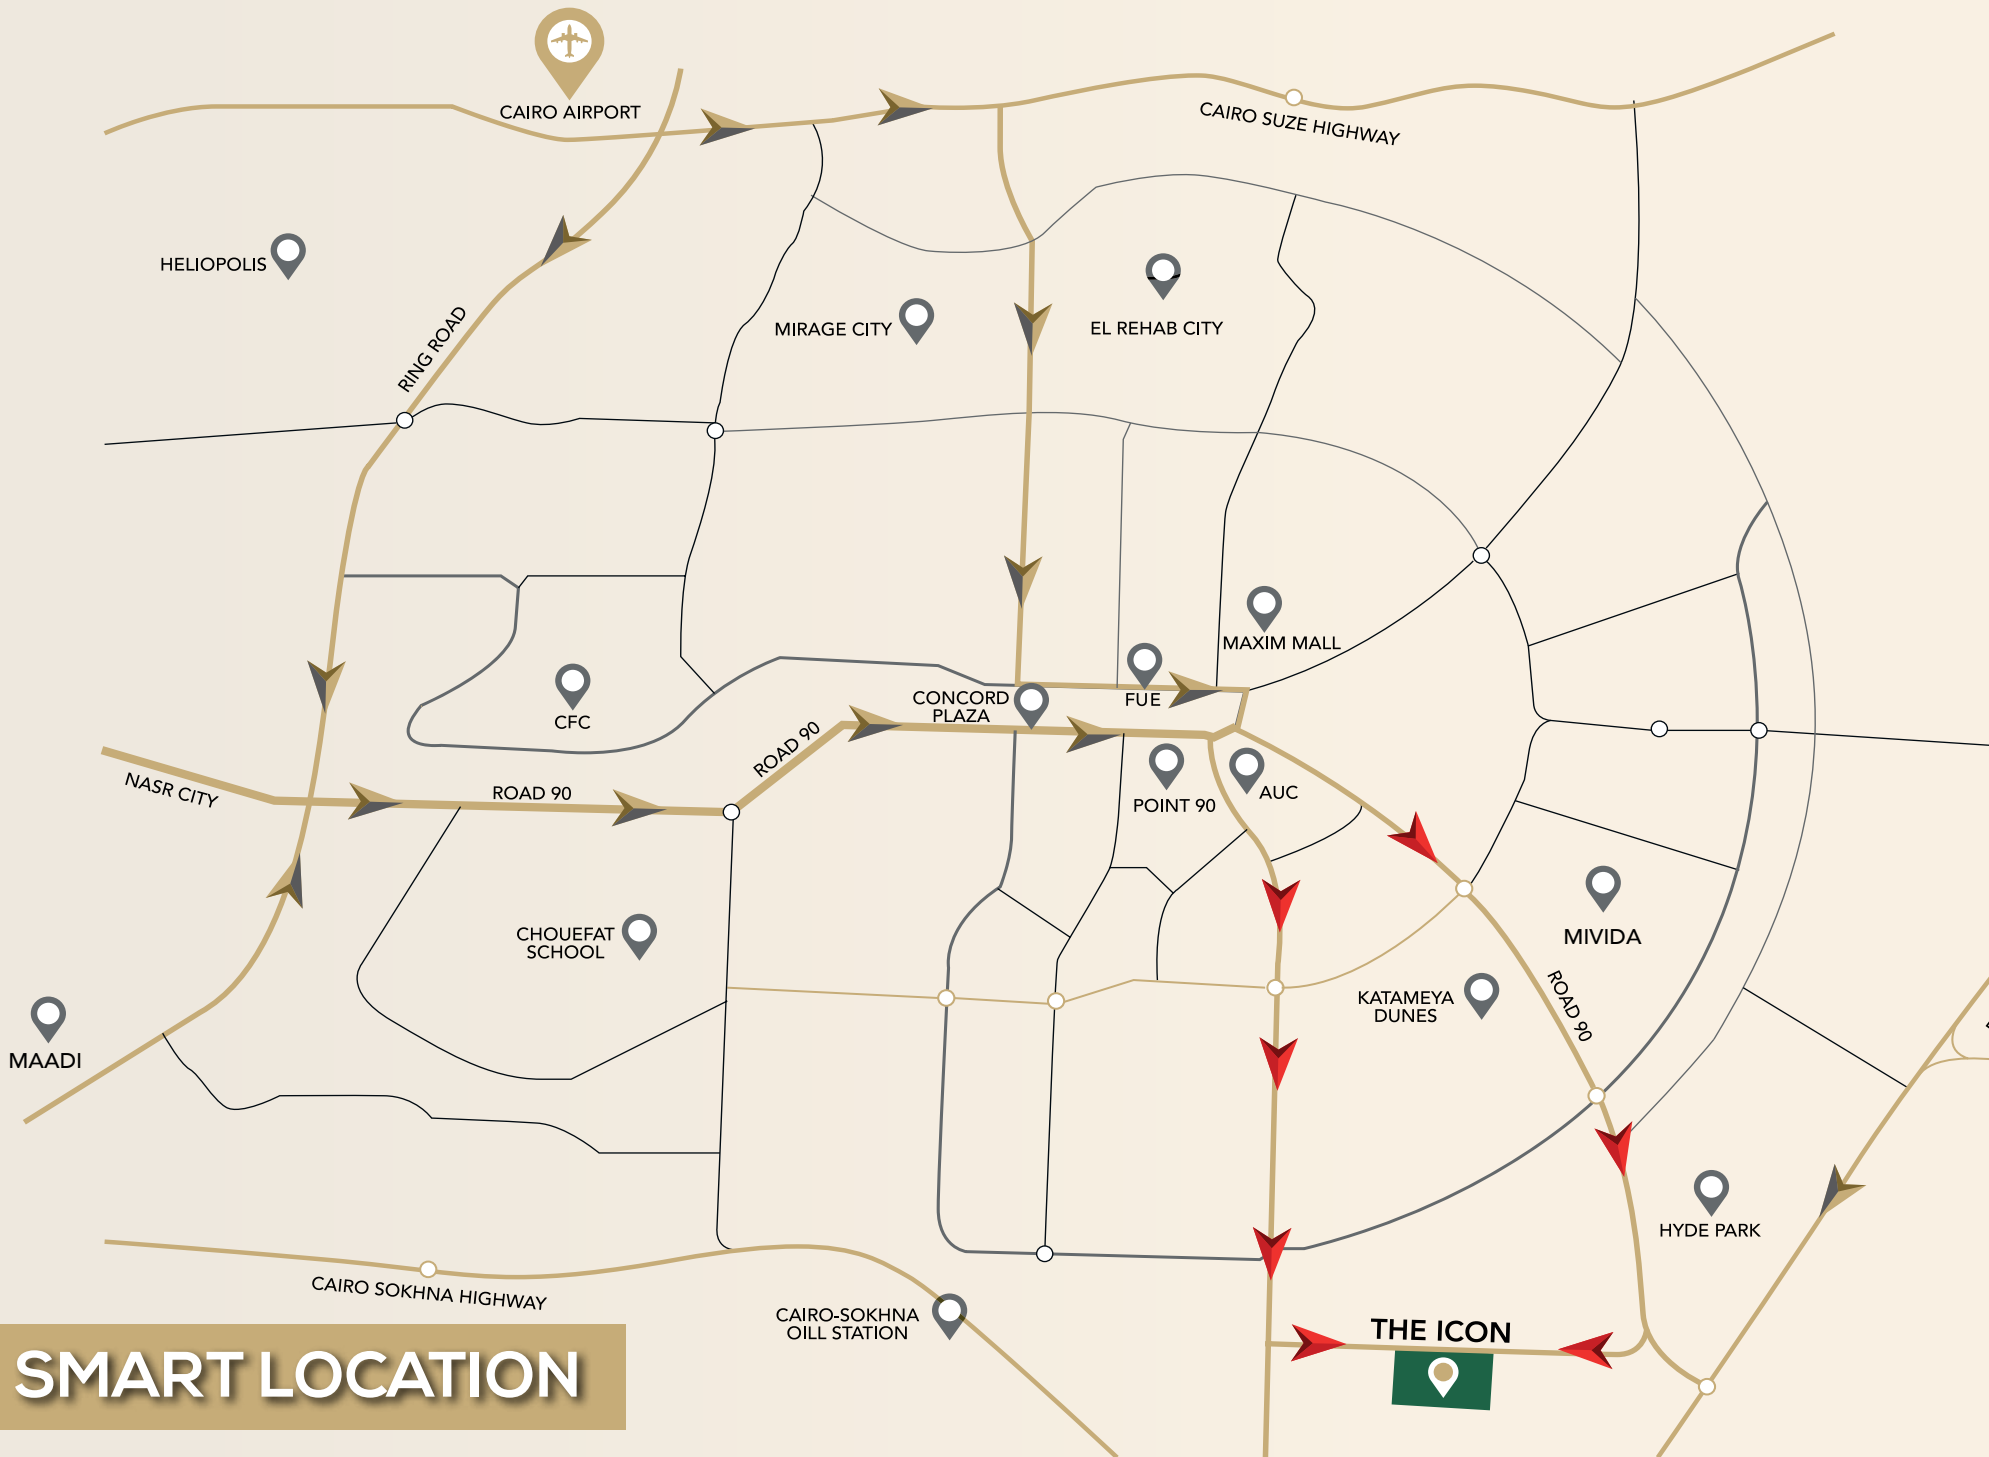 CAIRO AIRPORT
CAIRO SUZE HIGHWAY
HELIOPOLIS
RING ROAD
MIRAGE CITY
EL REHAB CITY
MAXIM MALL
FUE
CONCORD
PLAZA
CFC
ROAD 90
NASR CITY
ROAD 90
POINT 90
AUC
CHOUEFAT
SCHOOL
MIVIDA
KATAMEYA
DUNES
ROAD 90
MAADI
HYDE PARK
CAIRO SOKHNA HIGHWAY
CAIRO-SOKHNA
OILL STATION
THE ICON
SMART LOCATION